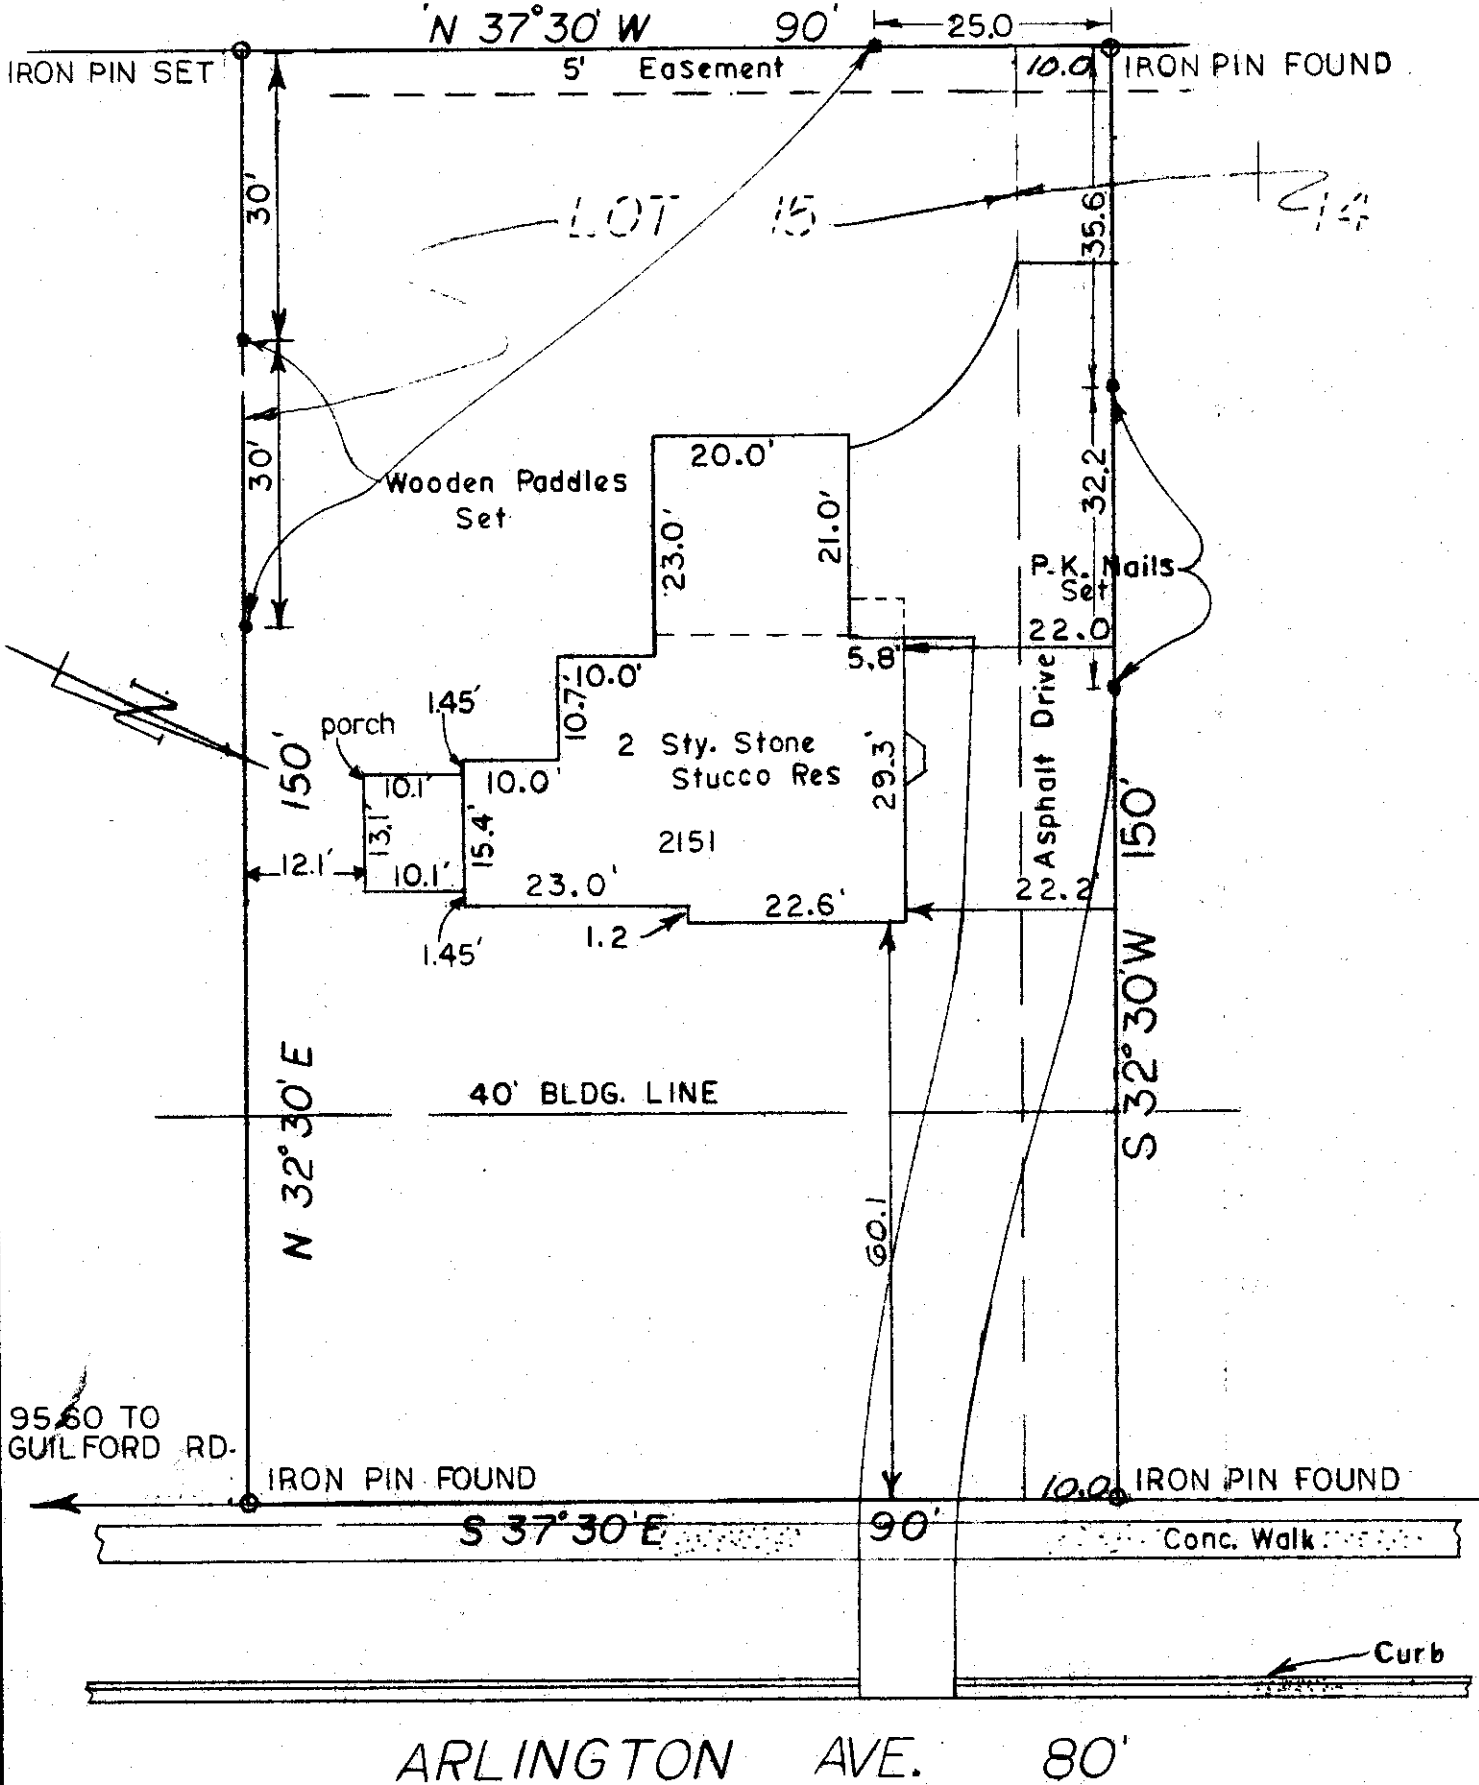 N 37°30' W 90' 25.0
IRON PIN SET
5' Easement
10.0
IRON PIN FOUND
30'
LOT 15
14
35.6
30'
20.0'
Wooden Paddles
Set
23.0'
21.0'
32.2
P.K. Nails
Set
22.0
5.8'
10.0'
10.7'
N
1.45'
porch
150'
2 Sty. Stone
Stucco Res
29.3'
Asphalt Drive
150'
10.1'
10.0'
13.1'
15.4'
2151
12.1'
10.1'
23.0'
22.6'
22.2
1.2
1.45'
S 32° 30' W
N 32° 30' E
40' BLDG. LINE
60.1
95.60 TO
GUILFORD RD.
IRON PIN FOUND
10.0
IRON PIN FOUND
S 37°30' E 90'
Conc. Walk
Curb
ARLINGTON AVE. 80'